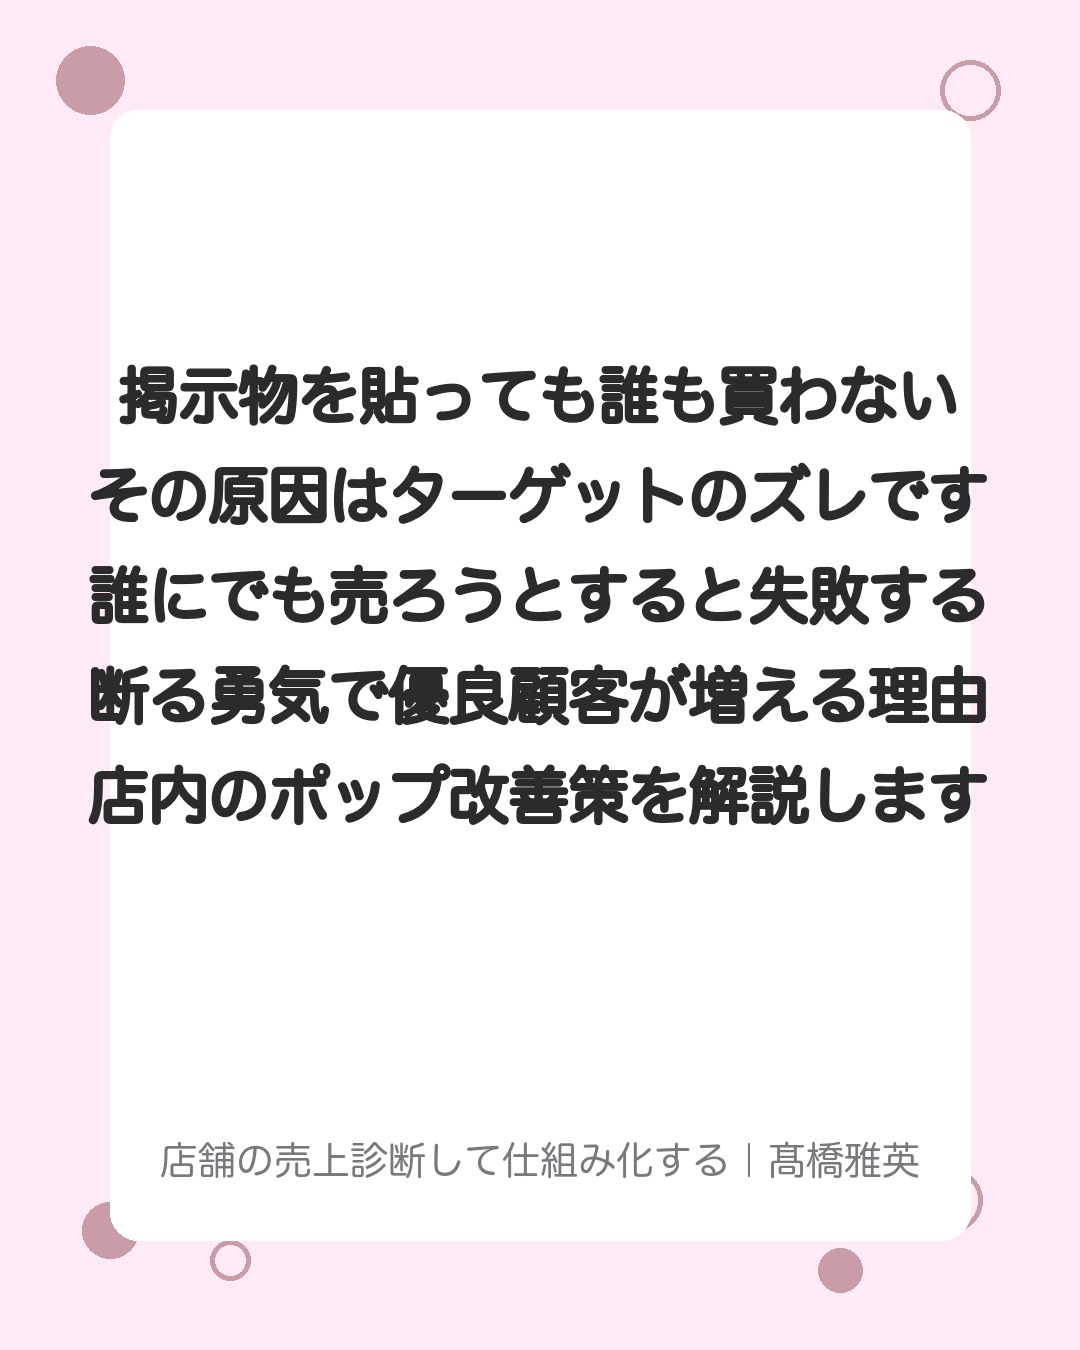 掲示物を貼っても誰も買わない
その原因はターゲットのズレです
誰にでも売ろうとすると失敗する
断る勇気で優良顧客が増える理由
店内のポップ改善策を解説します
店舗の売上診断して仕組み化する｜髙橋雅英